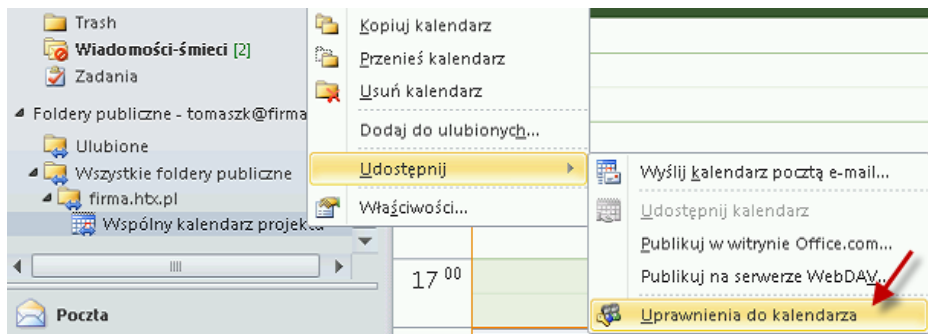 Trash
Wiadomości-śmieci [2]
Zadania
Foldery publiczne - tomaszk@firma
Ulubione
Wszystkie foldery publiczne
firma.htx.pl
Wspólny kalendarz projektu
Poczta
Kopiuj kalendarz
Przenieś kalendarz
Usuń kalendarz
Dodaj do ulubionych...
Udostępnij
Właściwości...
17 00
Wyślij kalendarz pocztą e-mail...
Udostępnij kalendarz
Publikuj w witrynie Office.com...
Publikuj na serwerze WebDAV...
Uprawnienia do kalendarza